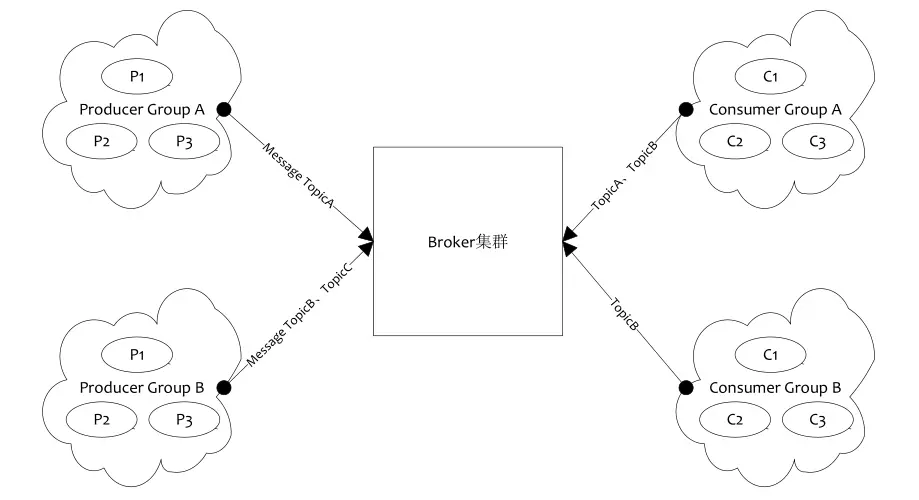 P1
Producer Group A
P2
P3
Message TopicA
C1
Consumer Group A
C2
C3
TopicA、TopicB
Broker集群
P1
Producer Group B
P2
P3
Message TopicB、TopicC
C1
Consumer Group B
C2
C3
TopicB